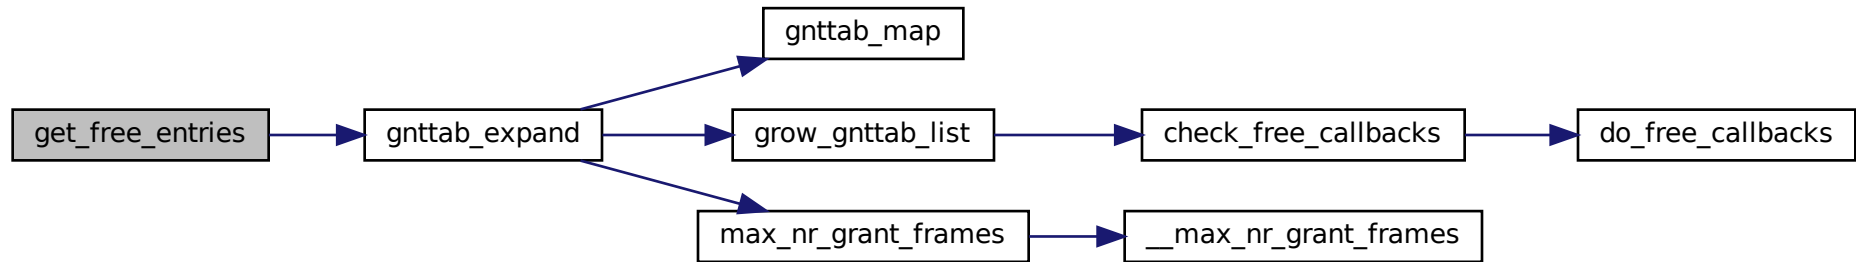 gnttab_map
get_free_entries
gnttab_expand
grow_gnttab_list
check_free_callbacks
do_free_callbacks
max_nr_grant_frames
__max_nr_grant_frames